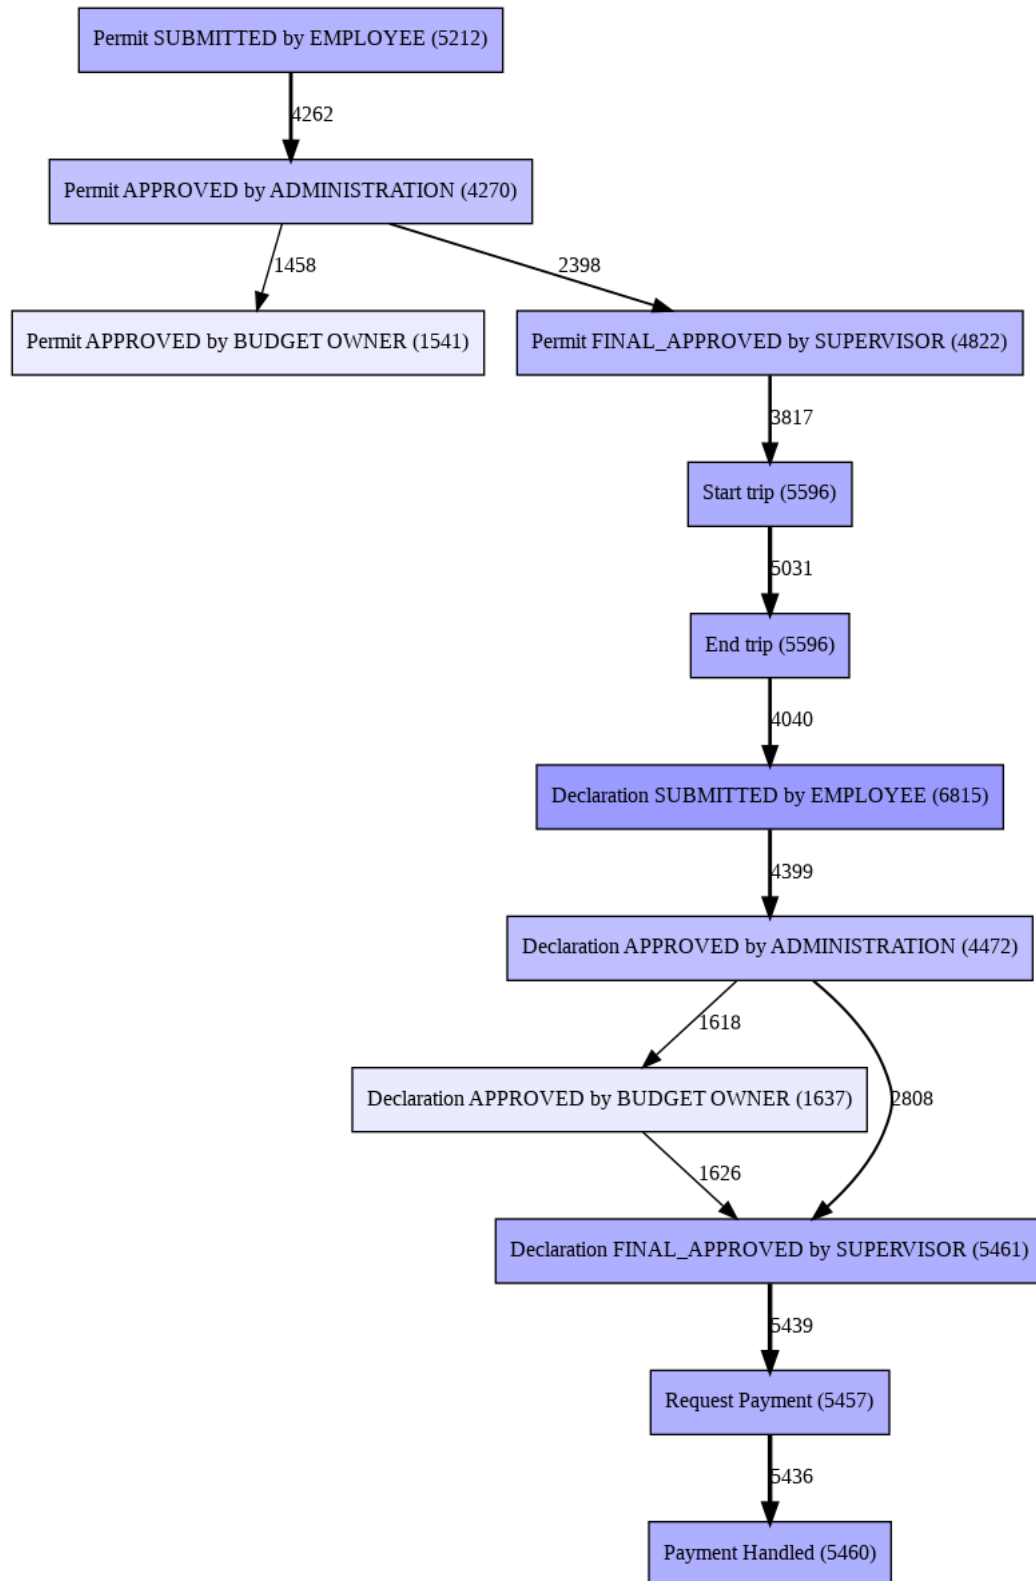 Permit SUBMITTED by EMPLOYEE (5212)
4262
Permit APPROVED by ADMINISTRATION (4270)
1458
2398
Permit APPROVED by BUDGET OWNER (1541)
Permit FINAL_APPROVED by SUPERVISOR (4822)
3817
Start trip (5596)
5031
End trip (5596)
4040
Declaration SUBMITTED by EMPLOYEE (6815)
4399
Declaration APPROVED by ADMINISTRATION (4472)
1618
Declaration APPROVED by BUDGET OWNER (1637)
2808
1626
Declaration FINAL_APPROVED by SUPERVISOR (5461)
5439
Request Payment (5457)
5436
Payment Handled (5460)